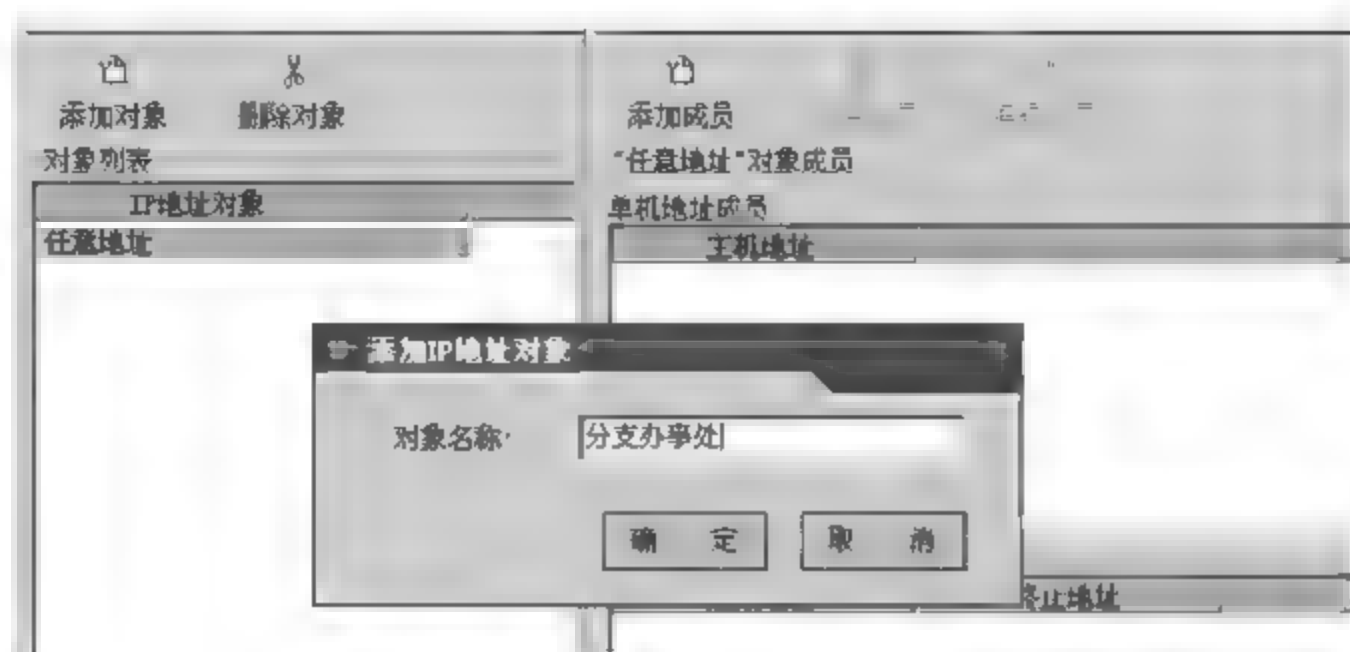 添加对象 删除对象
对象列表
IP地址对象
任意地址
添加成员
"任意地址"对象成员
单机地址成员
主机地址
添加IP地址对象
对象名称:
分支办事处
确 定 取 消
终止地址